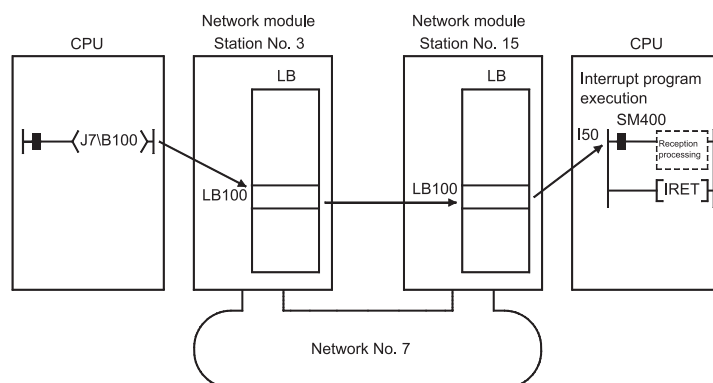 CPU
Network module
Station No. 3
Network module
Station No. 15
CPU
LB
LB
Interrupt program
execution
SM400
I50
J7\B100
Reception
processing
LB100
LB100
IRET
Network No. 7